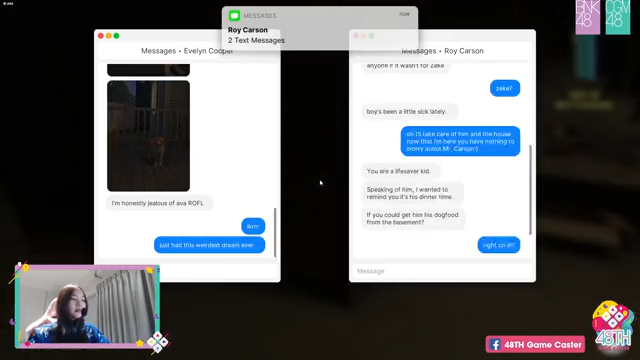 MESSAGES
now
Roy Carson
2 Text Messages
BNK
48
CGM
48
Messages • Evelyn Cooper
I'm honestly jealous of ava ROFL
ikrrr
just had this weirdest dream ever
Messages • Roy Carson
anyone if it wasn't for Zeke
zeke?
boy's been a little sick lately.
oh i'll take care of him and the house
now that i'm here you have nothing to
worry about Mr. Carson!
You are a lifesaver kid.
Speaking of him, I wanted to
remind you it's his dinner time.
If you could get him his dogfood
from the basement?
right on it!!
Message
48TH
48TH Game Caster